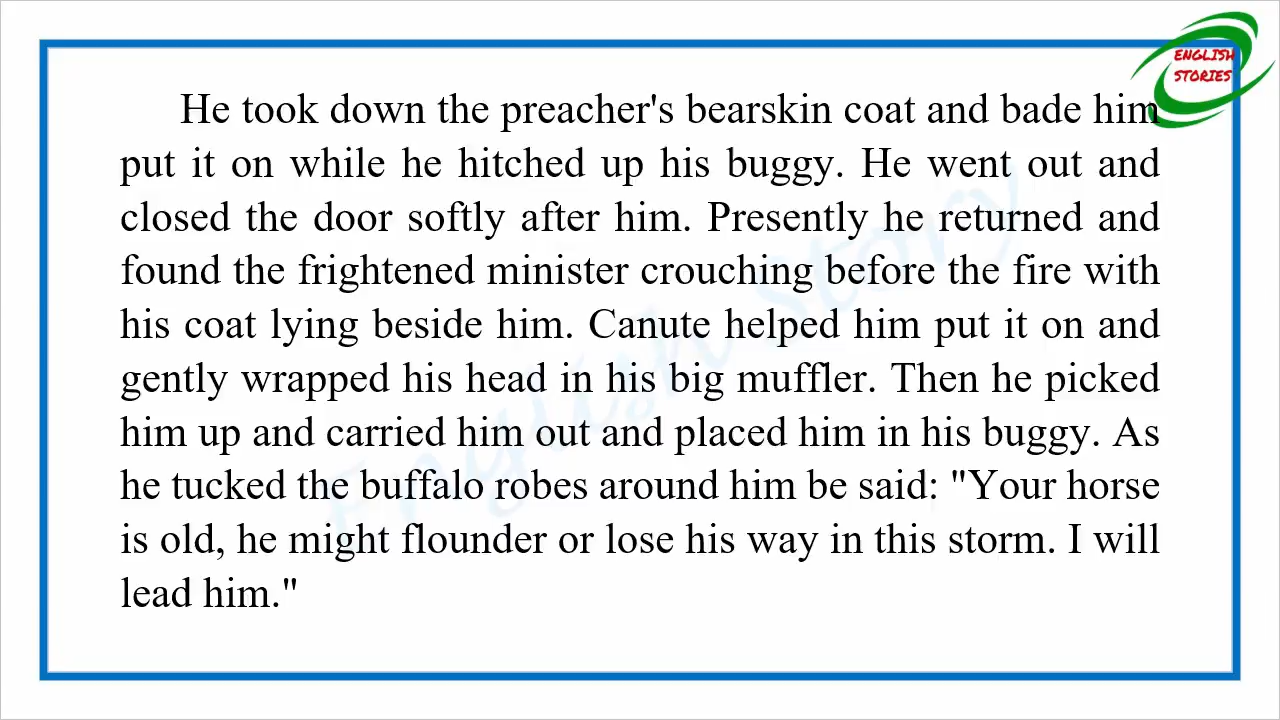 ENGLISH
STORIES
He took down the preacher's bearskin coat and bade him
put it on while he hitched up his buggy. He went out and
closed the door softly after him. Presently he returned and
found the frightened minister crouching before the fire with
his coat lying beside him. Canute helped him put it on and
gently wrapped his head in his big muffler. Then he picked
him up and carried him out and placed him in his buggy. As
he tucked the buffalo robes around him be said: "Your horse
is old, he might flounder or lose his way in this storm. I will
lead him."
English Story